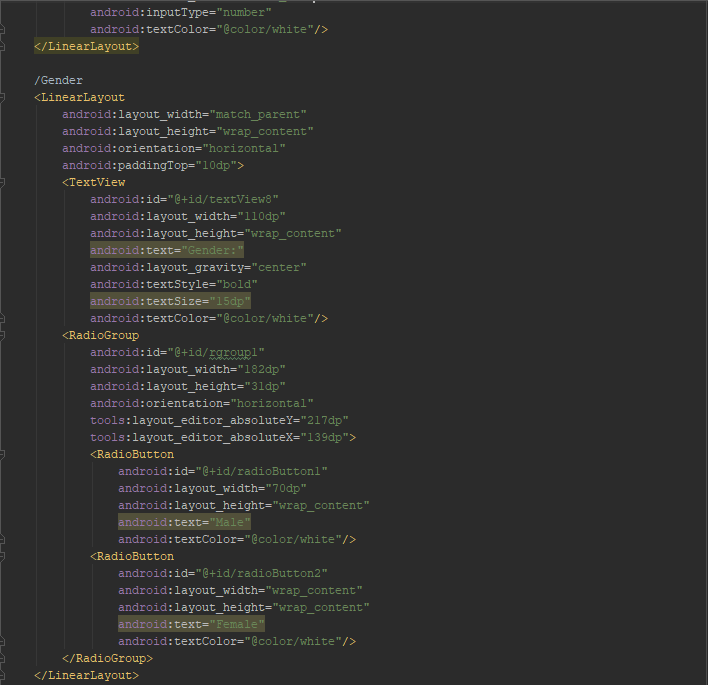 android:inputType="number"
android:textColor="@color/white"/>
</LinearLayout>
/Gender
<LinearLayout
android:layout_width="match_parent"
android:layout_height="wrap_content"
android:orientation="horizontal"
android:paddingTop="10dp">
<TextView
android:id="@+id/textView8"
android:layout_width="110dp"
android:layout_height="wrap_content"
android:text="Gender:"
android:layout_gravity="center"
android:textStyle="bold"
android:textSize="15dp"
android:textColor="@color/white"/>
<RadioGroup
android:id="@+id/rgroup1"
android:layout_width="182dp"
android:layout_height="31dp"
android:orientation="horizontal"
tools:layout_editor_absoluteY="217dp"
tools:layout_editor_absoluteX="139dp">
<RadioButton
android:id="@+id/radioButton1"
android:layout_width="70dp"
android:layout_height="wrap_content"
android:text="Male"
android:textColor="@color/white"/>
<RadioButton
android:id="@+id/radioButton2"
android:layout_width="wrap_content"
android:layout_height="wrap_content"
android:text="Female"
android:textColor="@color/white"/>
</RadioGroup>
</LinearLayout>